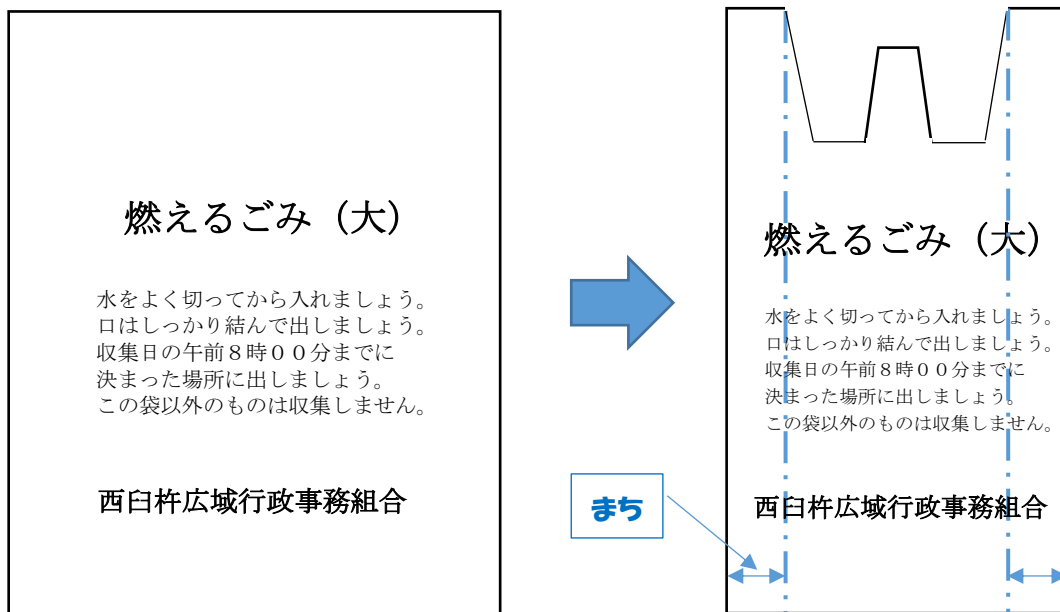 燃えるごみ（大）
水をよく切ってから入れましょう。
口はしっかり結んで出しましょう。
収集日の午前８時００分までに
決まった場所に出しましょう。
この袋以外のものは収集しません。
西臼杵広域行政事務組合
まち
燃えるごみ（大）
水をよく切ってから入れましょう。
口はしっかり結んで出しましょう。
収集日の午前８時００分までに
決まった場所に出しましょう。
この袋以外のものは収集しません。
西臼杵広域行政事務組合